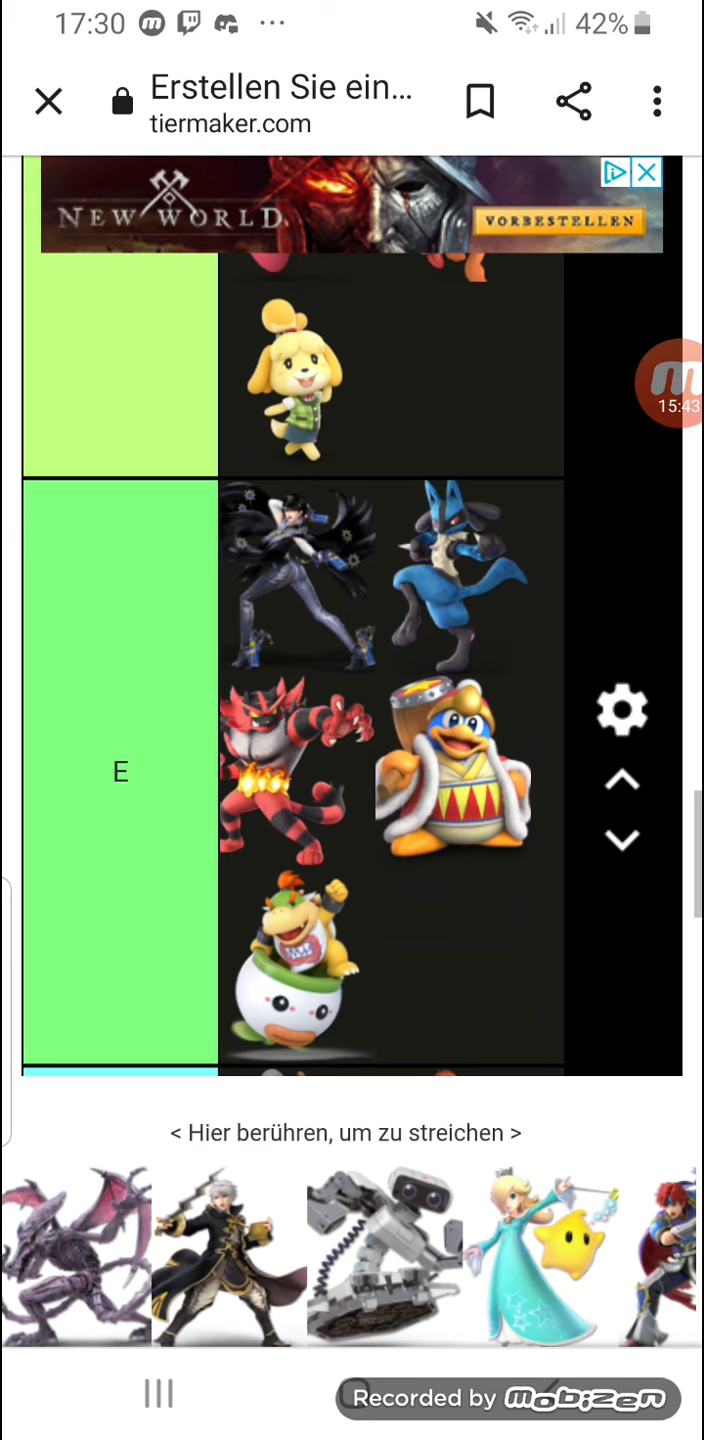 17:30 42%
Erstellen Sie ein...
tiermaker.com
NEW WORLD
VORBESTELLEN
15:43
E
< Hier berühren, um zu streichen >
Recorded by mobizen